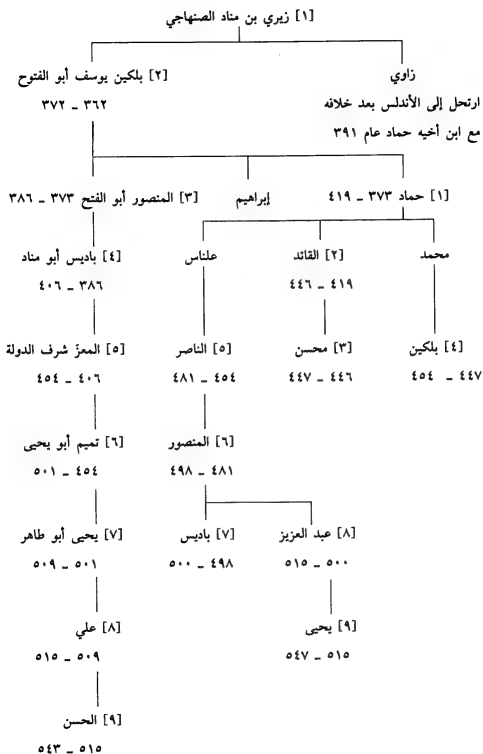 [١] زيري بن مناد الصنهاجي
زاوي
[٢] بلكين يوسف أبو الفتوح
ارتحل إلى الأندلس بعد خلافه
٣٦٢ - ٣٧٢
مع ابن أخيه حماد عام ٣٩١
[١] حماد ٣٧٣ - ٤١٩
إبراهيم
[٣] المنصور أبو الفتح ٣٧٣ - ٣٨٦
محمد
[٢] القائد
علناس
[٤] باديس أبو مناد
٤١٩ - ٤٤٦
٣٨٦ - ٤٠٦
[٤] بلكين
[٣] محسن
[٥] الناصر
[٥] المعزّ شرف الدولة
٤٤٧ - ٤٥٤
٤٤٦ - ٤٤٧
٤٥٤ - ٤٨١
٤٠٦ - ٤٥٤
[٦] المنصور
[٦] تميم أبو يحيى
٤٨١ - ٤٩٨
٤٥٤ - ٥٠١
[٨] عبد العزيز
[٧] باديس
[٧] يحيى أبو طاهر
٥٠٠ - ٥١٥
٤٩٨ - ٥٠٠
٥٠١ - ٥٠٩
[٩] يحيى
[٨] علي
٥١٥ - ٥٤٧
٥٠٩ - ٥١٥
[٩] الحسن
٥١٥ - ٥٤٣